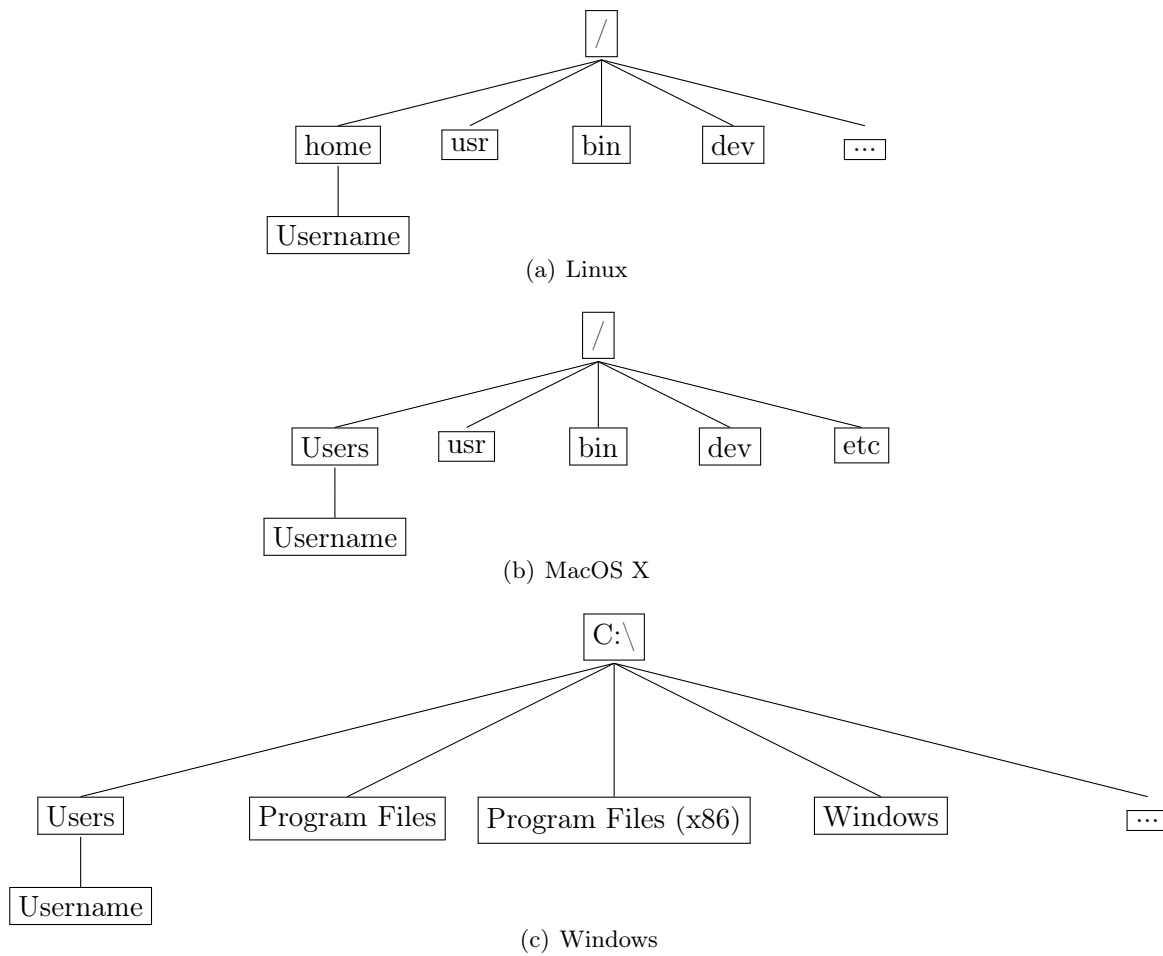 /
home usr bin dev ...
Username
(a) Linux
/
Users usr bin dev etc
Username
(b) MacOS X
C:\
Users Program Files Program Files (x86) Windows ...
Username
(c) Windows